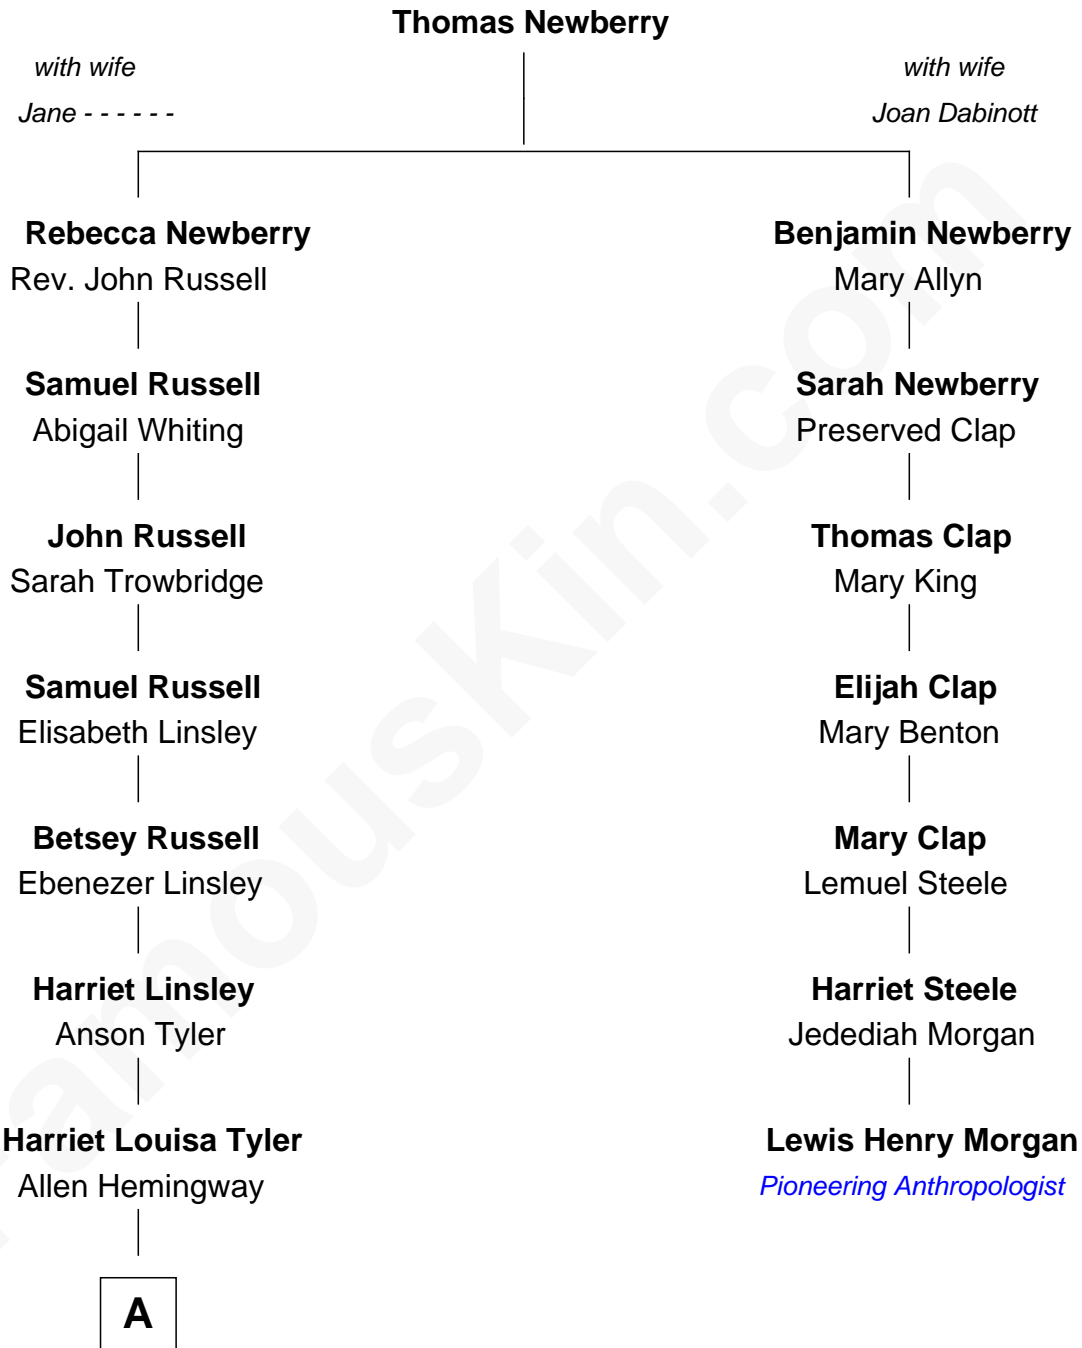 Thomas Newberry
with wife
Jane - - - - - -
with wife
Joan Dabinott
Rebecca Newberry
Rev. John Russell
Benjamin Newberry
Mary Allyn
Samuel Russell
Abigail Whiting
Sarah Newberry
Preserved Clap
John Russell
Sarah Trowbridge
Thomas Clap
Mary King
Samuel Russell
Elisabeth Linsley
Elijah Clap
Mary Benton
Betsey Russell
Ebenezer Linsley
Mary Clap
Lemuel Steele
Harriet Linsley
Anson Tyler
Harriet Steele
Jedediah Morgan
Harriet Louisa Tyler
Allen Hemingway
Lewis Henry Morgan
Pioneering Anthropologist
A
FamousKin.com